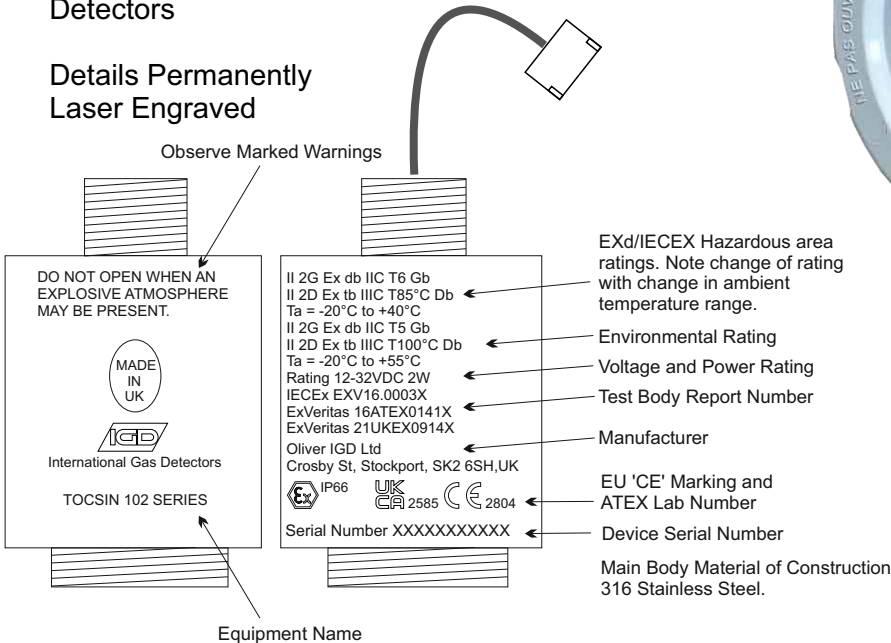 Detectors
Details Permanently
Laser Engraved
Observe Marked Warnings
DO NOT OPEN WHEN AN
EXPLOSIVE ATMOSPHERE
MAY BE PRESENT.
MADE
IN
UK
IGD
International Gas Detectors
TOCSIN 102 SERIES
Equipment Name
II 2G Ex db IIC T6 Gb
II 2D Ex tb IIIC T85°C Db
Ta = -20°C to +40°C
II 2G Ex db IIC T5 Gb
II 2D Ex tb IIIC T100°C Db
Ta = -20°C to +55°C
Rating 12-32VDC 2W
IECEx EXV16.0003X
ExVeritas 16ATEX0141X
ExVeritas 21UKEX0914X
Oliver IGD Ltd
Crosby St, Stockport, SK2 6SH,UK
Ex IP66 UK CA 2585 CE 2804
Serial Number XXXXXXXXXXX
EXd/IECEX Hazardous area
ratings. Note change of rating
with change in ambient
temperature range.
Environmental Rating
Voltage and Power Rating
Test Body Report Number
Manufacturer
EU 'CE' Marking and
ATEX Lab Number
Device Serial Number
Main Body Material of Construction
316 Stainless Steel.
NE PAS